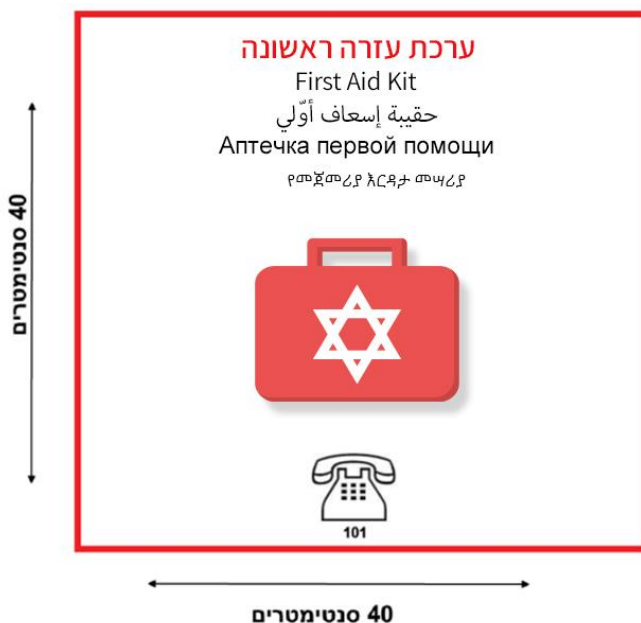 ערכת עזרה ראשונה
First Aid Kit
حقيبة إسعاف أوّلي
Аптечка первой помощи
የመጀመሪያ እርዳታ መሣሪያ
101
40 סנטימטרים
40 סנטימטרים